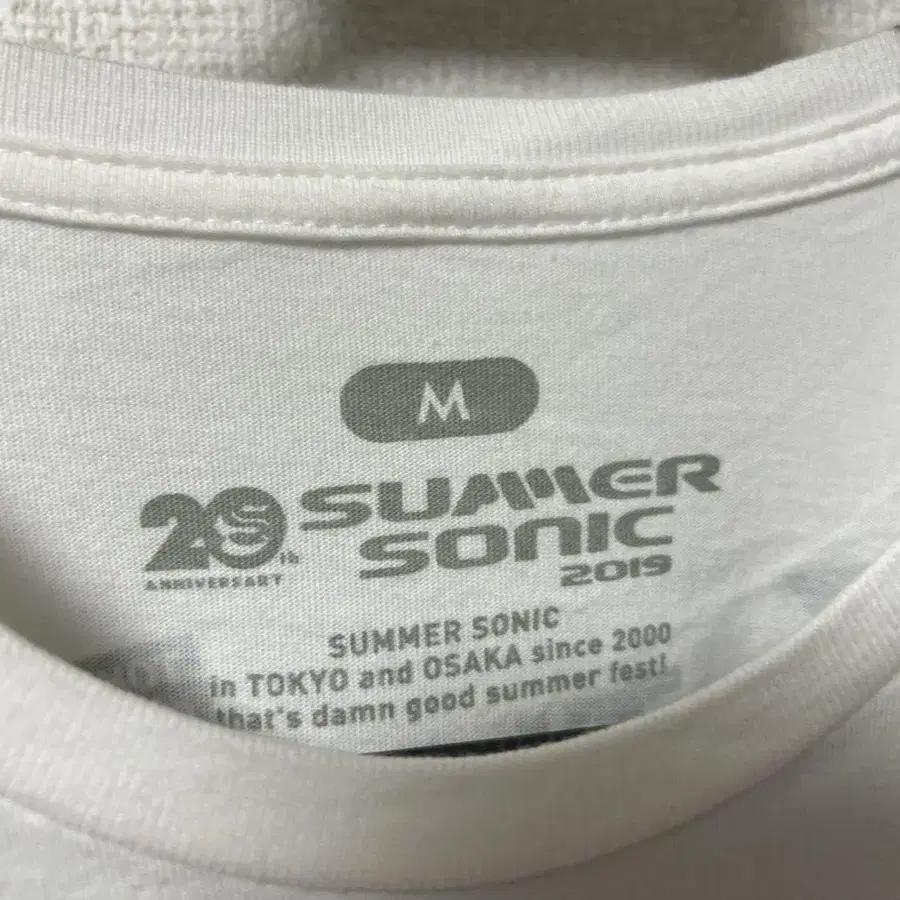 M
20th SUMMER
ANNIVERSARY SONIC
2019
SUMMER SONIC
in TOKYO and OSAKA since 2000
that's damn good summer fest!